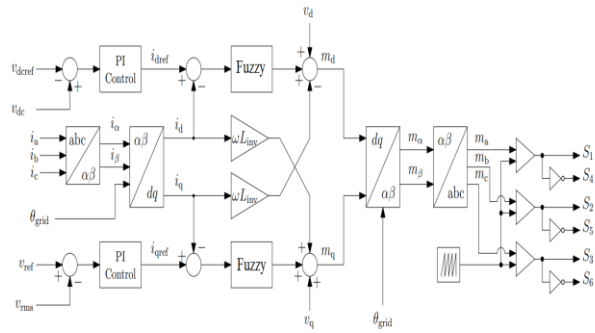 v_d
v_dcref
PI Control
i_dref
Fuzzy
m_d
v_dc
i_a
i_b
i_c
abc
αβ
i_α
i_β
αβ
dq
i_d
i_q
ωL_inv
ωL_inv
θ_grid
dq
αβ
m_α
m_β
αβ
abc
m_a
m_b
m_c
S_1
S_4
S_2
S_5
S_3
S_6
v_ref
PI Control
i_qref
Fuzzy
m_q
v_rms
v_q
θ_grid